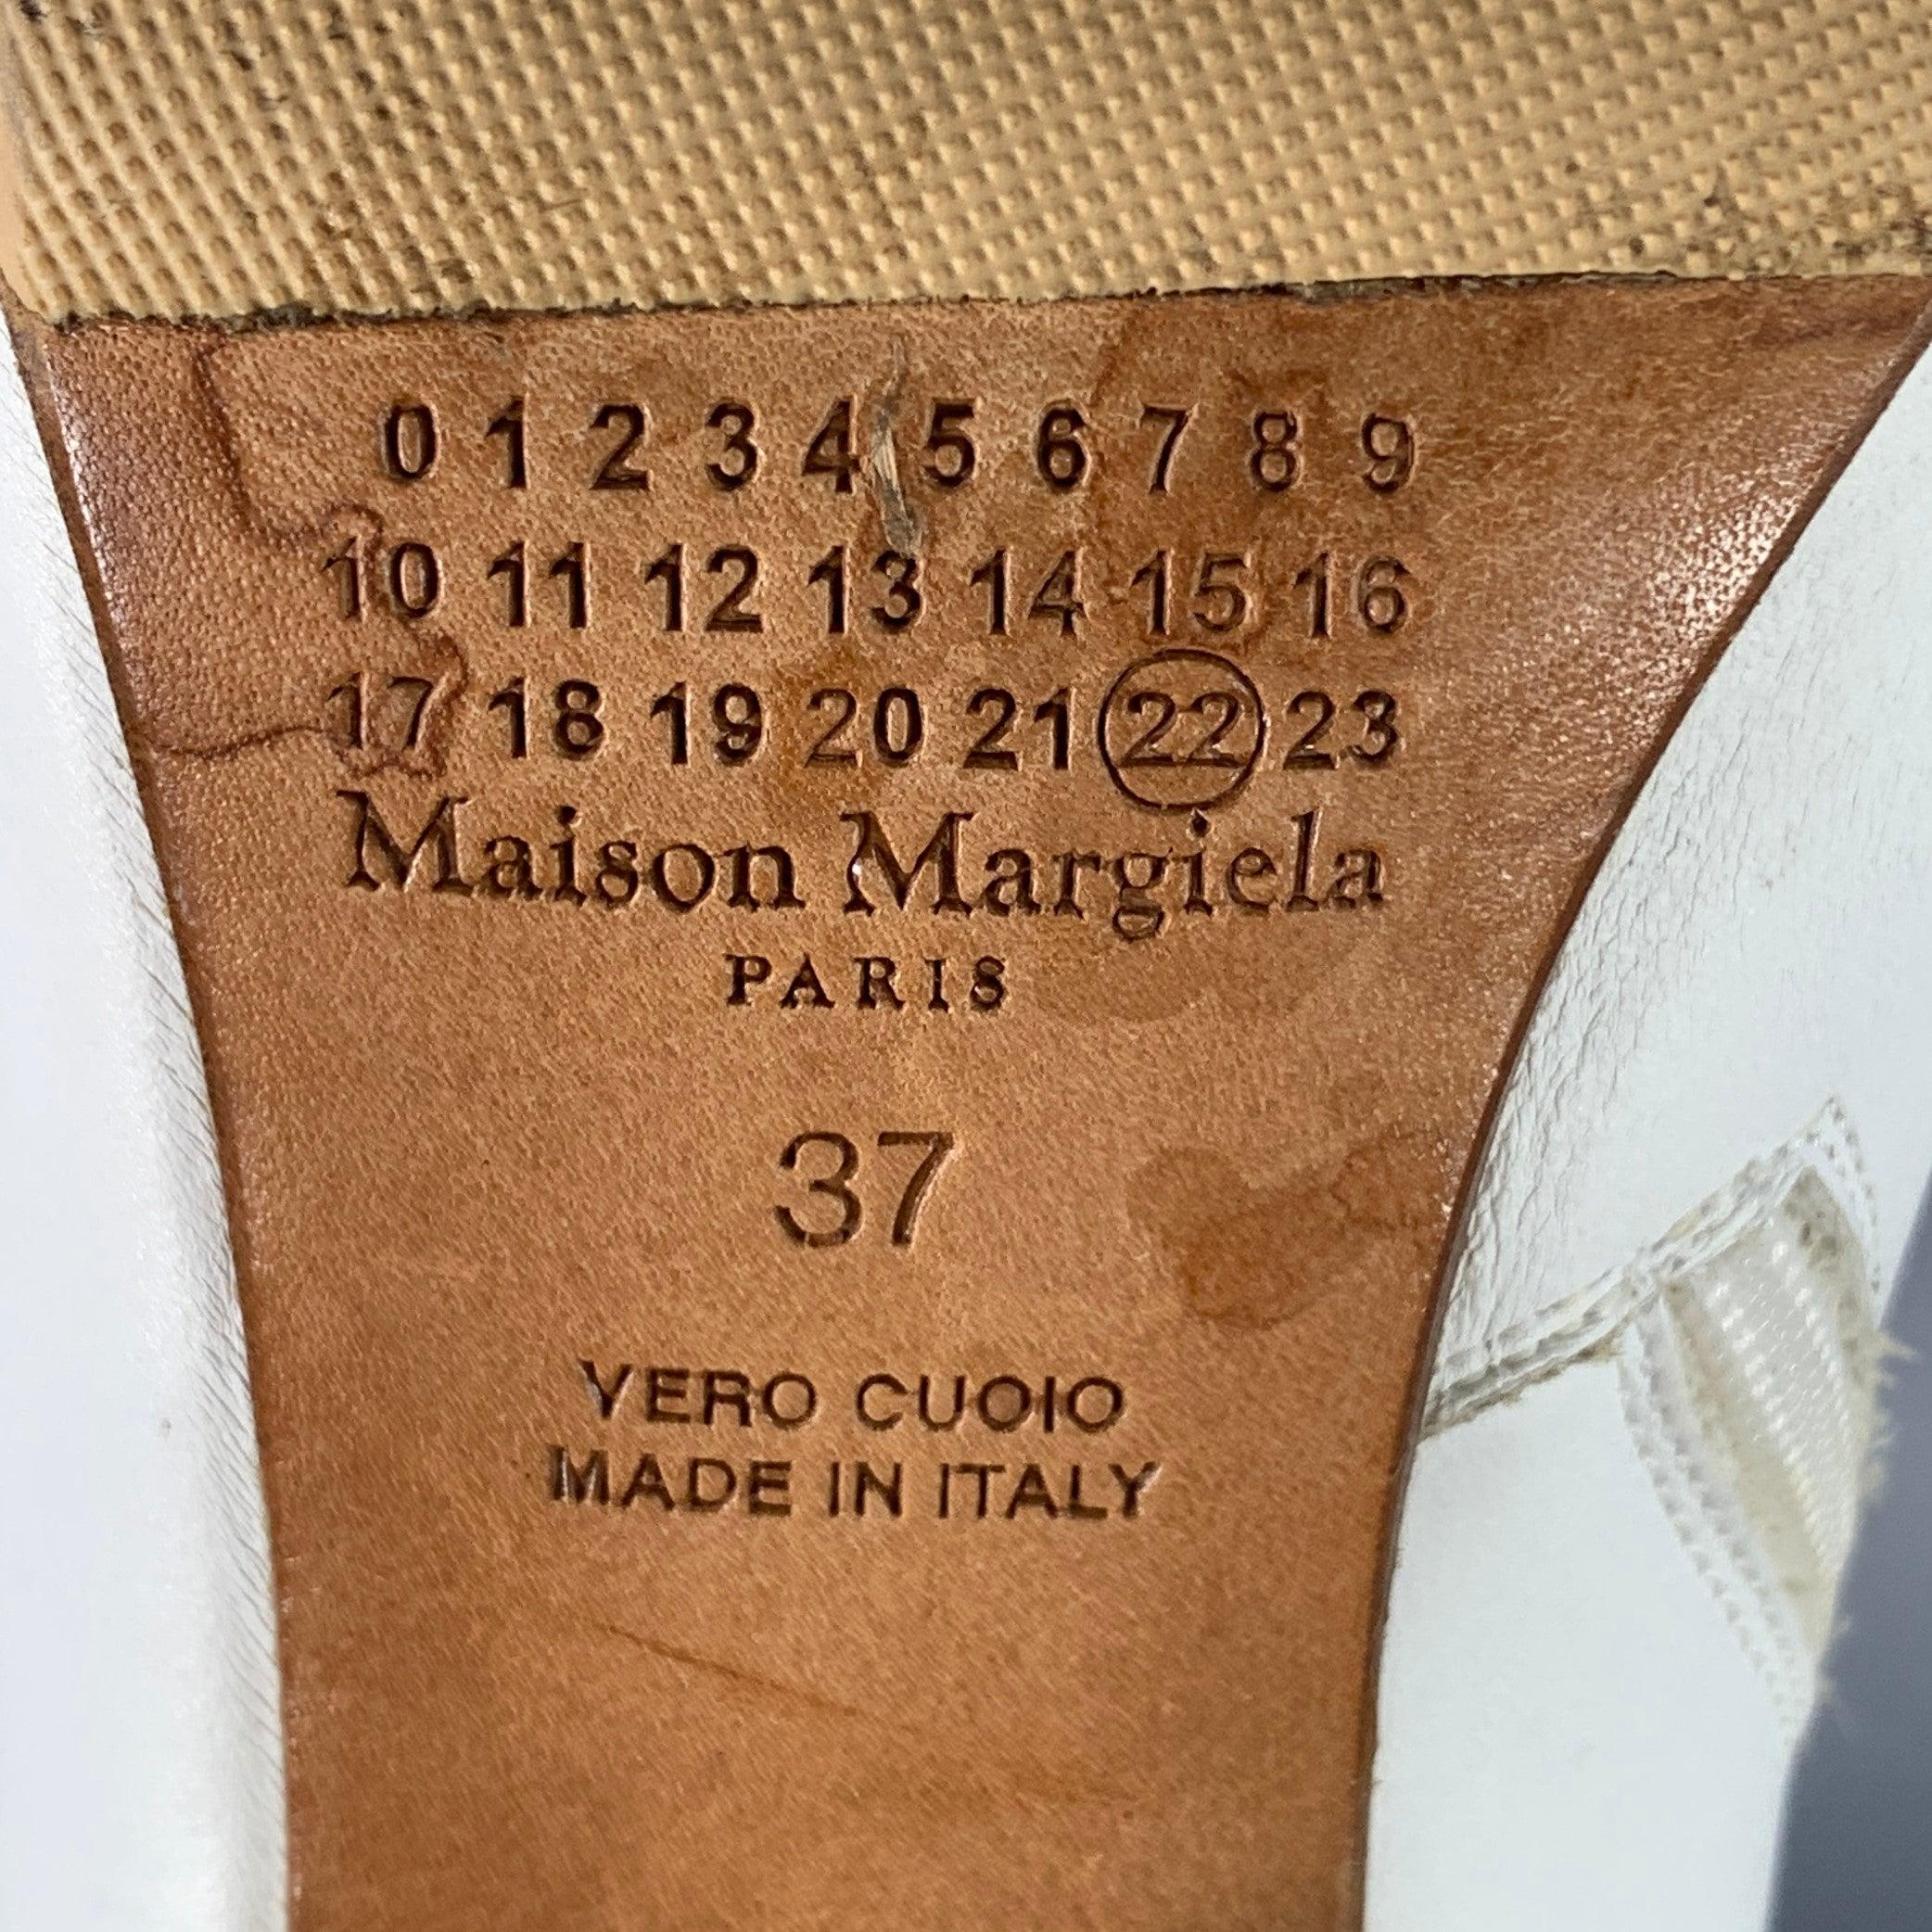 0 1 2 3 4 5 6 7 8 9
10 11 12 13 14 15 16
17 18 19 20 21 22 23
Maison Margiela
PARIS
37
VERO CUOIO
MADE IN ITALY